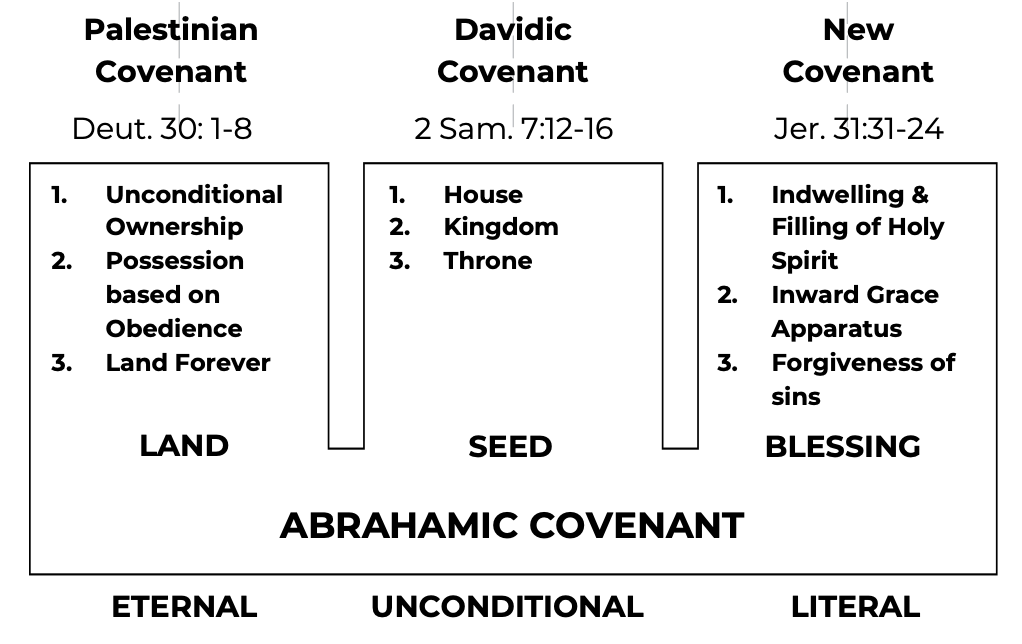 Palestinian
Covenant
Deut. 30: 1-8
Davidic
Covenant
2 Sam. 7:12-16
New
Covenant
Jer. 31:31-24
1. Unconditional
Ownership
2. Possession
based on
Obedience
3. Land Forever
LAND
1. House
2. Kingdom
3. Throne
SEED
1. Indwelling &
Filling of Holy
Spirit
2. Inward Grace
Apparatus
3. Forgiveness of
sins
BLESSING
ABRAHAMIC COVENANT
ETERNAL
UNCONDITIONAL
LITERAL